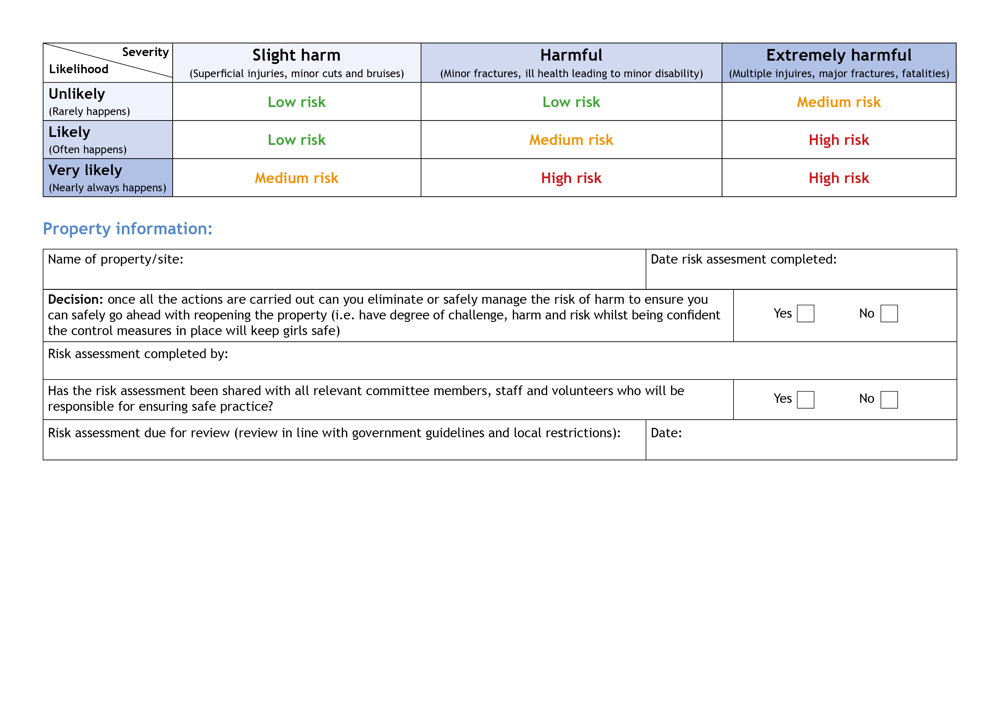 Severity
Likelihood
Slight harm
(Superficial injuries, minor cuts and bruises)
Harmful
(Minor fractures, ill health leading to minor disability)
Extremely harmful
(Multiple injuires, major fractures, fatalities)
Unlikely
(Rarely happens)
Low risk
Low risk
Medium risk
Likely
(Often happens)
Low risk
Medium risk
High risk
Very likely
(Nearly always happens)
Medium risk
High risk
High risk
Property information:
Name of property/site:
Date risk assesment completed:
Decision: once all the actions are carried out can you eliminate or safely manage the risk of harm to ensure you
can safely go ahead with reopening the property (i.e. have degree of challenge, harm and risk whilst being confident
the control measures in place will keep girls safe)
Yes
No
Risk assessment completed by:
Has the risk assessment been shared with all relevant committee members, staff and volunteers who will be
responsible for ensuring safe practice?
Yes
No
Risk assessment due for review (review in line with government guidelines and local restrictions):
Date: